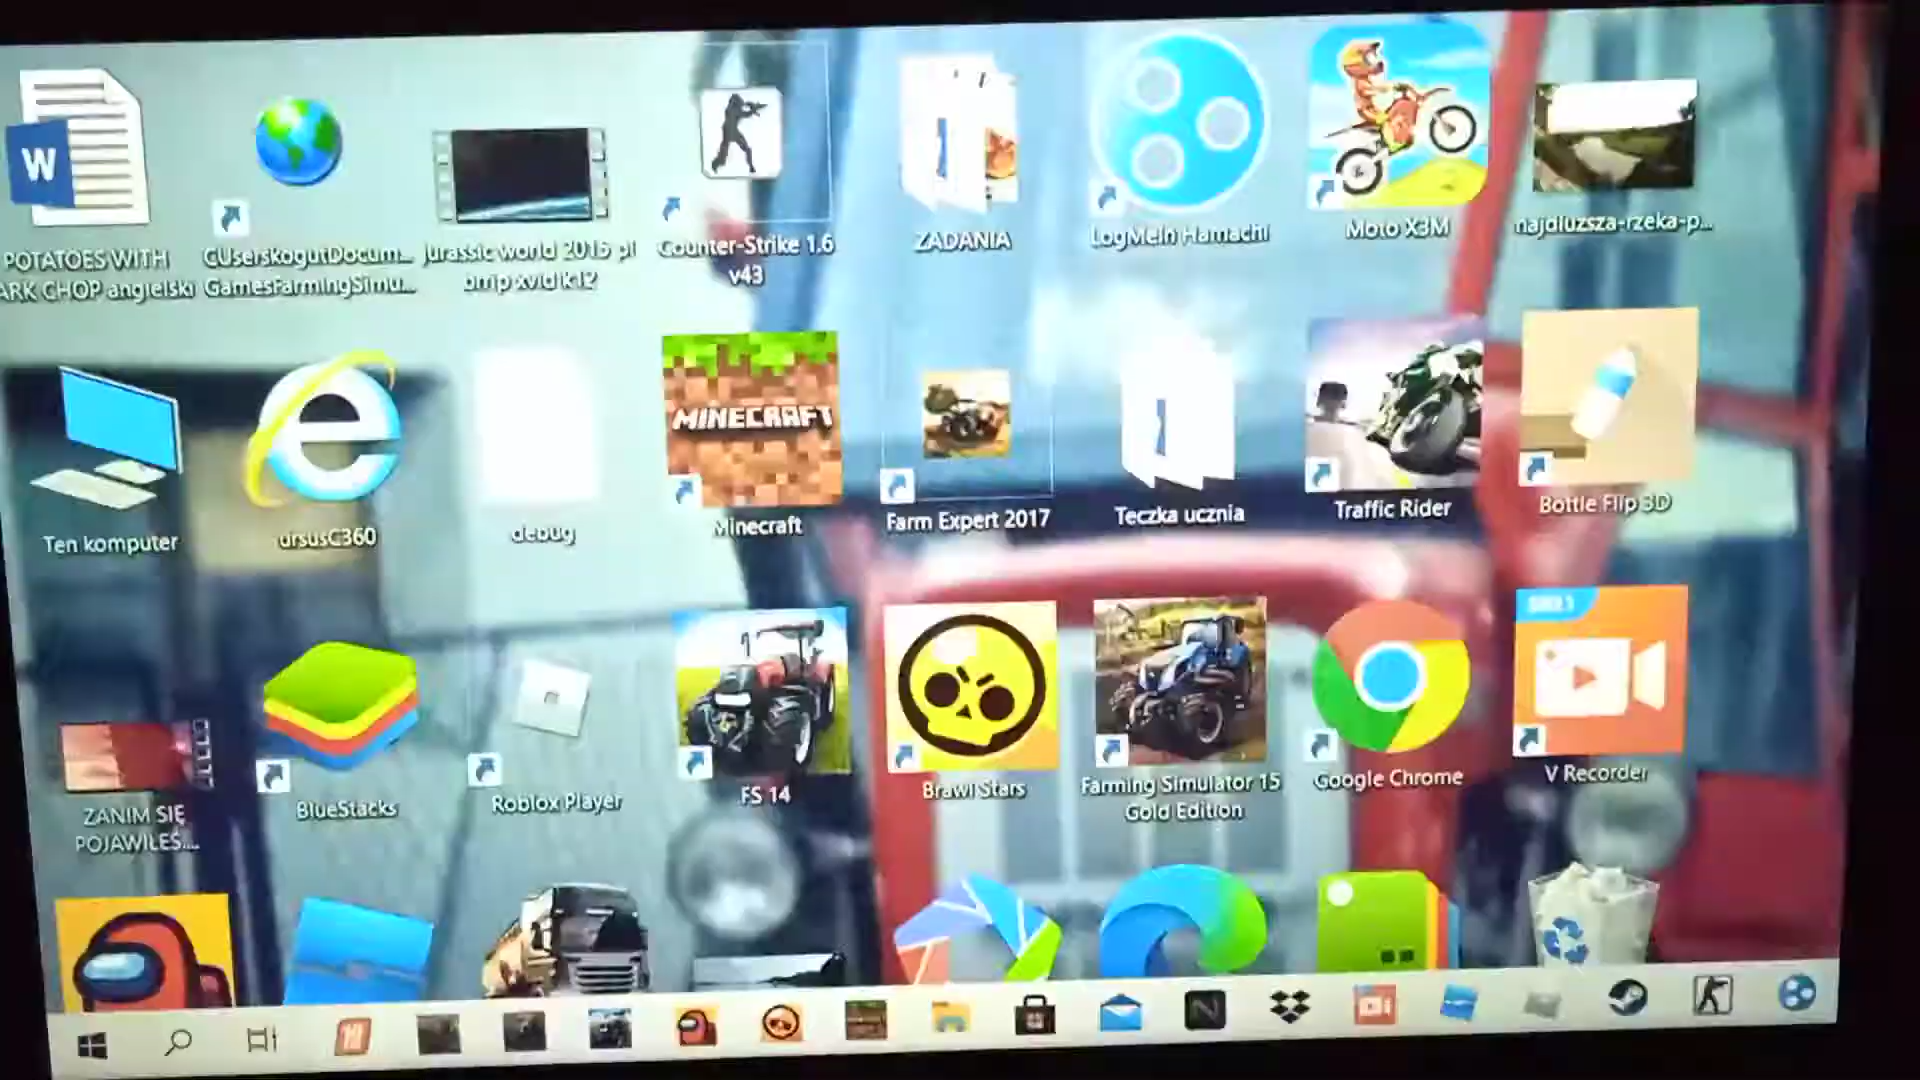 W
POTATOES WITH
ARK CHOP angielski
CUserskogutDocum...
GamesFarmingSimu...
jurassic world 2015 pl
bmip xvid k12
Counter-Strike 1.6
v43
ZADANIA
LogMeIn Hamachi
Moto X3M
najdluzsza-rzeka-p...
Ten komputer
ursusC360
debug
MINECRAFT
Minecraft
Farm Expert 2017
Teczka ucznia
Traffic Rider
Bottle Flip 3D
ZANIM SIĘ
POJAWIŁEŚ....
BlueStacks
Roblox Player
FS 14
Brawl Stars
Farming Simulator 15
Gold Edition
Google Chrome
V Recorder